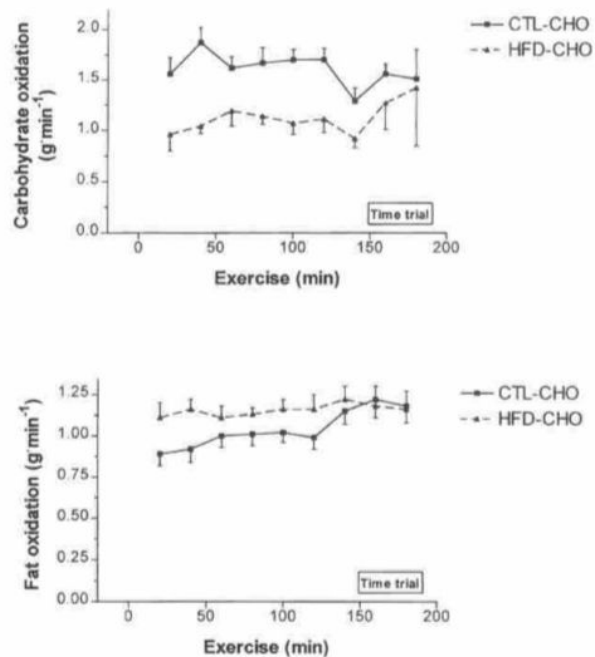 CTL-CHO
HFD-CHO
Carbohydrate oxidation
(g·min⁻¹)
2.0
1.5
1.0
0.5
0.0
Time trial
0 50 100 150 200
Exercise (min)
CTL-CHO
HFD-CHO
Fat oxidation (g·min⁻¹)
1.25
1.00
0.75
0.50
0.25
0.00
Time trial
0 50 100 150 200
Exercise (min)